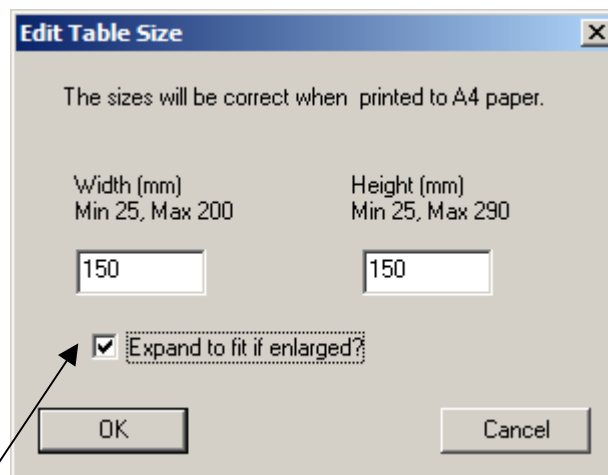 Edit Table Size
The sizes will be correct when  printed to A4 paper.
Width (mm)
Min 25, Max 200
Height (mm)
Min 25, Max 290
150
150
Expand to fit if enlarged?
OK
Cancel